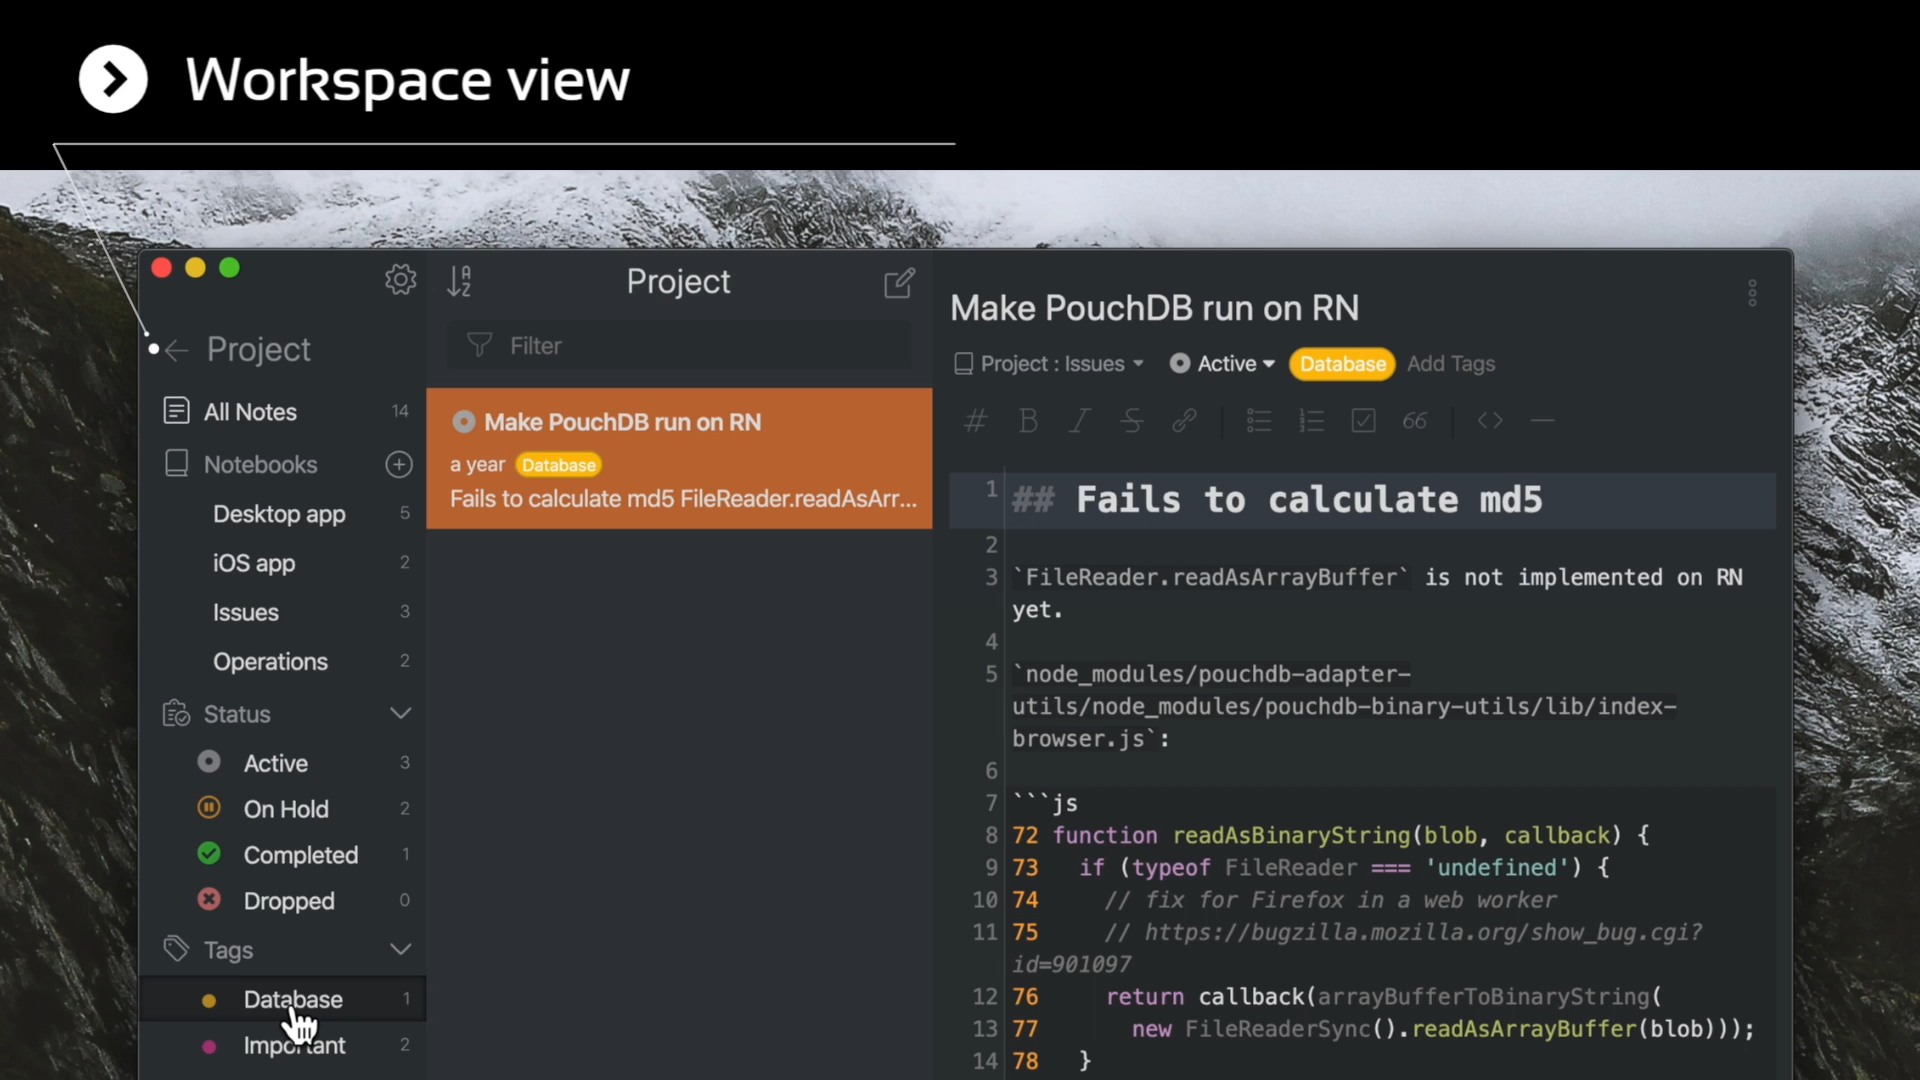 Workspace view
Project
All Notes 14
Notebooks
Desktop app 5
iOS app 2
Issues 3
Operations 2
Status
Active 3
On Hold 2
Completed 1
Dropped 0
Tags
Database 1
Important 2
Project
Filter
Make PouchDB run on RN
a year Database
Fails to calculate md5 FileReader.readAsArr...
Make PouchDB run on RN
Project : Issues Active Database Add Tags
# B I S 66 <> —
1 ## Fails to calculate md5
2
3 `FileReader.readAsArrayBuffer` is not implemented on RN
yet.
4
5 `node_modules/pouchdb-adapter-
utils/node_modules/pouchdb-binary-utils/lib/index-
browser.js`:
6
7 ```js
8 72 function readAsBinaryString(blob, callback) {
9 73 if (typeof FileReader === 'undefined') {
10 74 // fix for Firefox in a web worker
11 75 // https://bugzilla.mozilla.org/show_bug.cgi?
id=901097
12 76 return callback(arrayBufferToBinaryString(
13 77 new FileReaderSync().readAsArrayBuffer(blob)));
14 78 }